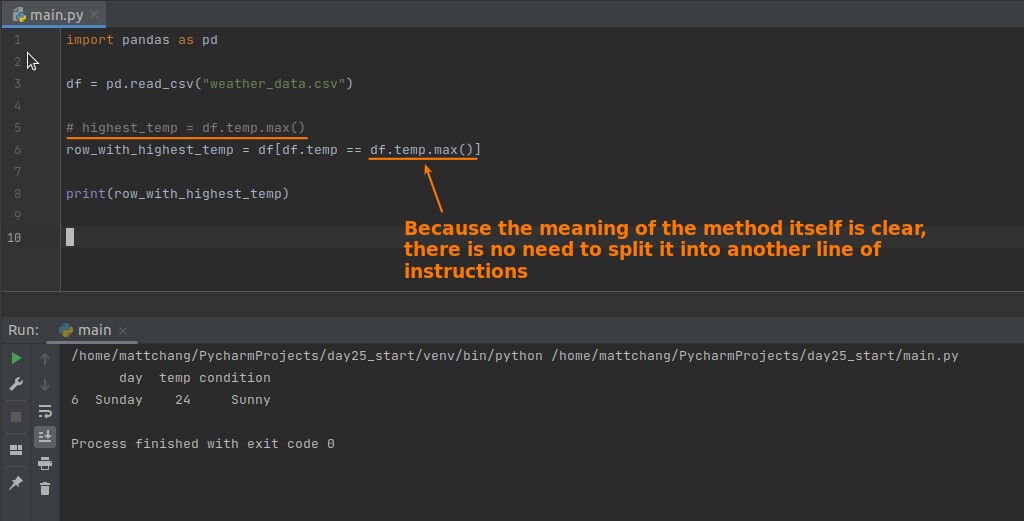 main.py
1 import pandas as pd
2
3 df = pd.read_csv("weather_data.csv")
4
5 # highest_temp = df.temp.max()
6 row_with_highest_temp = df[df.temp == df.temp.max()]
7
8 print(row_with_highest_temp)
9
10
Because the meaning of the method itself is clear,
there is no need to split it into another line of
instructions
Run: main
/home/mattchang/PycharmProjects/day25_start/venv/bin/python /home/mattchang/PycharmProjects/day25_start/main.py
day temp condition
6 Sunday 24 Sunny
Process finished with exit code 0